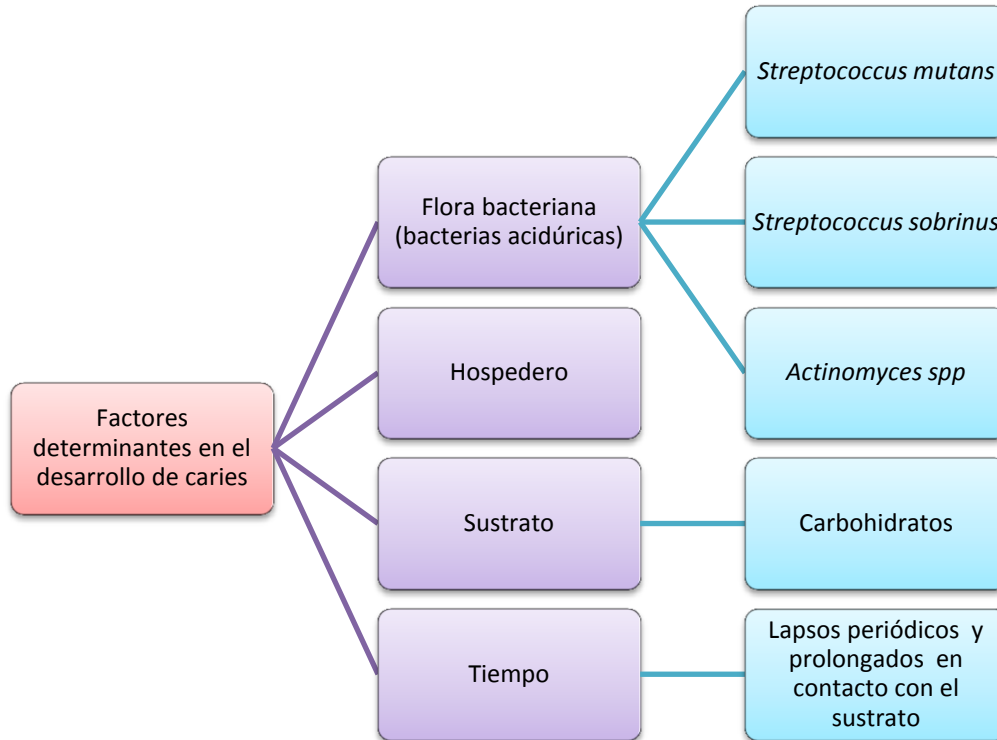 Factores
determinantes en el
desarrollo de caries
Flora bacteriana
(bacterias acidúricas)
Streptococcus mutans
Streptococcus sobrinus
Actinomyces spp
Hospedero
Sustrato
Carbohidratos
Tiempo
Lapsos periódicos y
prolongados en
contacto con el
sustrato